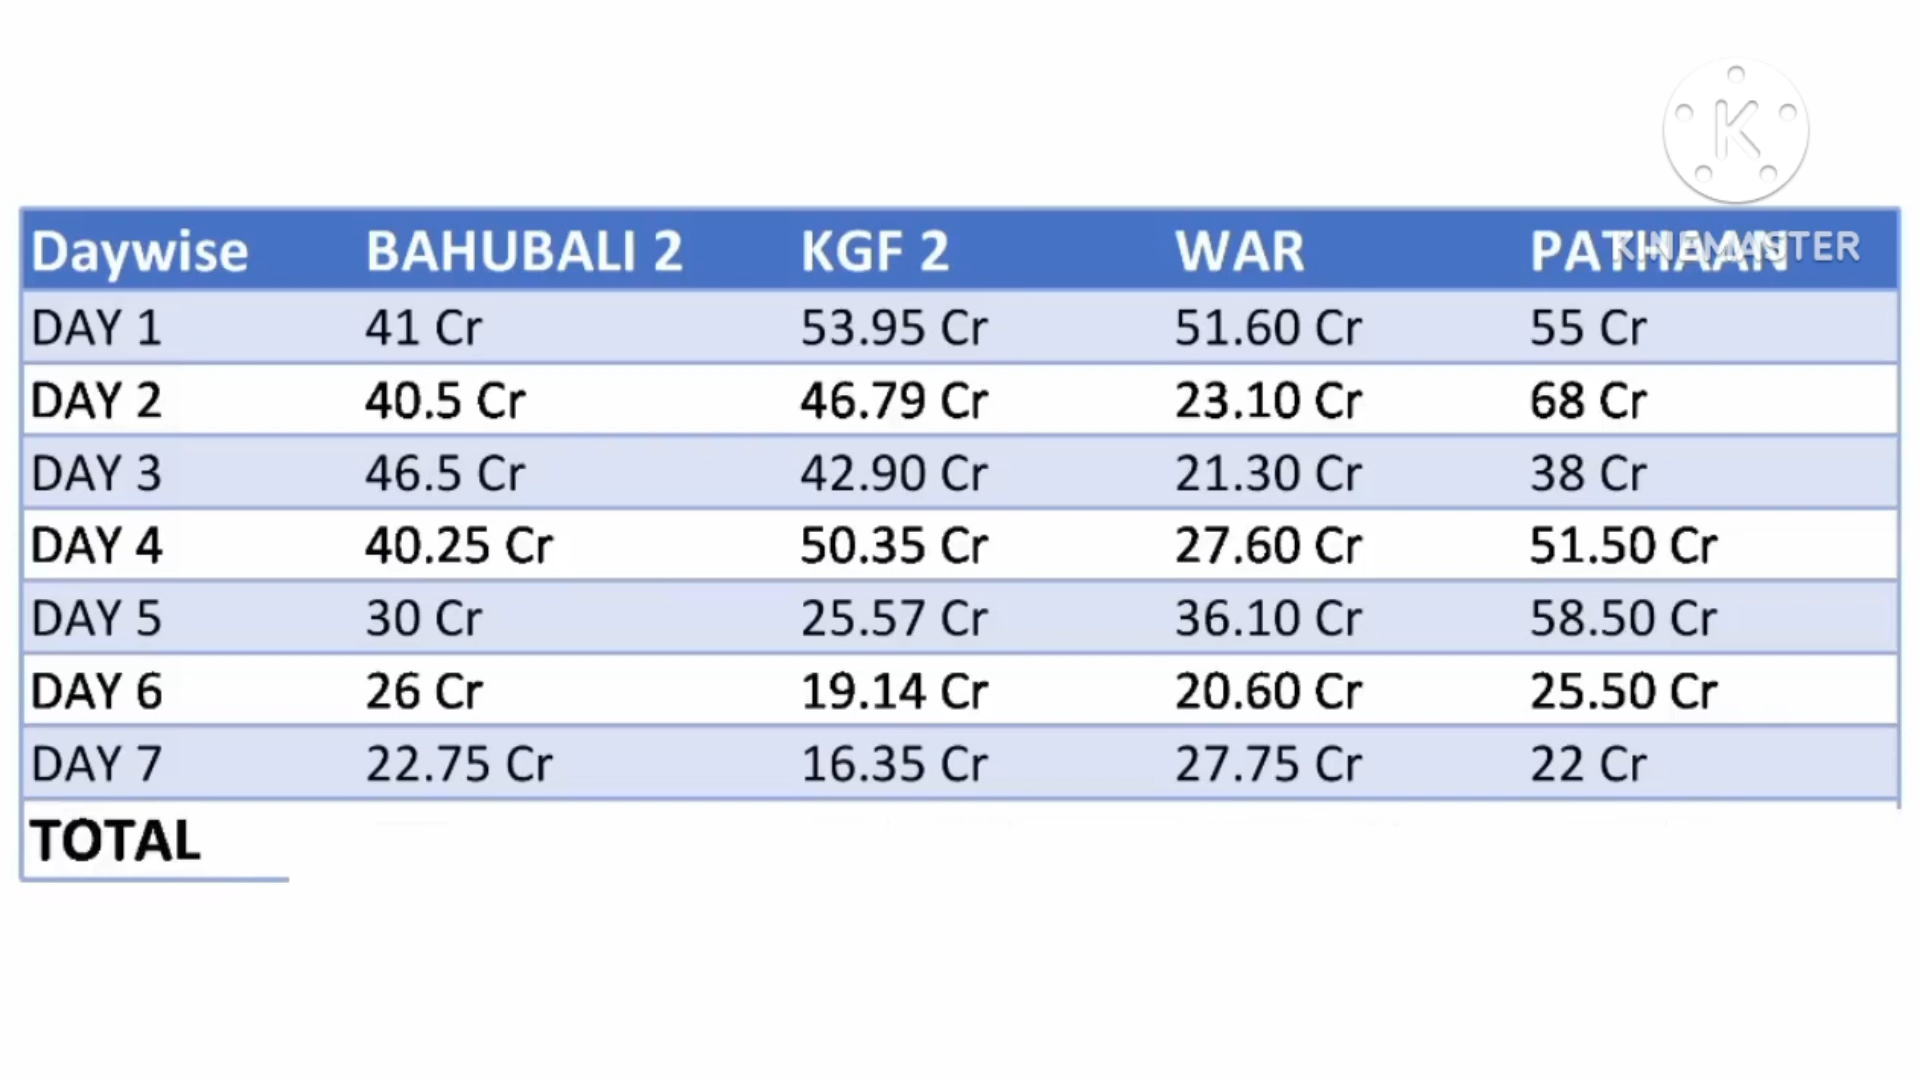 K
KINEMASTER
Daywise BAHUBALI 2 KGF 2 WAR PATHAAN
DAY 1 41 Cr 53.95 Cr 51.60 Cr 55 Cr
DAY 2 40.5 Cr 46.79 Cr 23.10 Cr 68 Cr
DAY 3 46.5 Cr 42.90 Cr 21.30 Cr 38 Cr
DAY 4 40.25 Cr 50.35 Cr 27.60 Cr 51.50 Cr
DAY 5 30 Cr 25.57 Cr 36.10 Cr 58.50 Cr
DAY 6 26 Cr 19.14 Cr 20.60 Cr 25.50 Cr
DAY 7 22.75 Cr 16.35 Cr 27.75 Cr 22 Cr
TOTAL